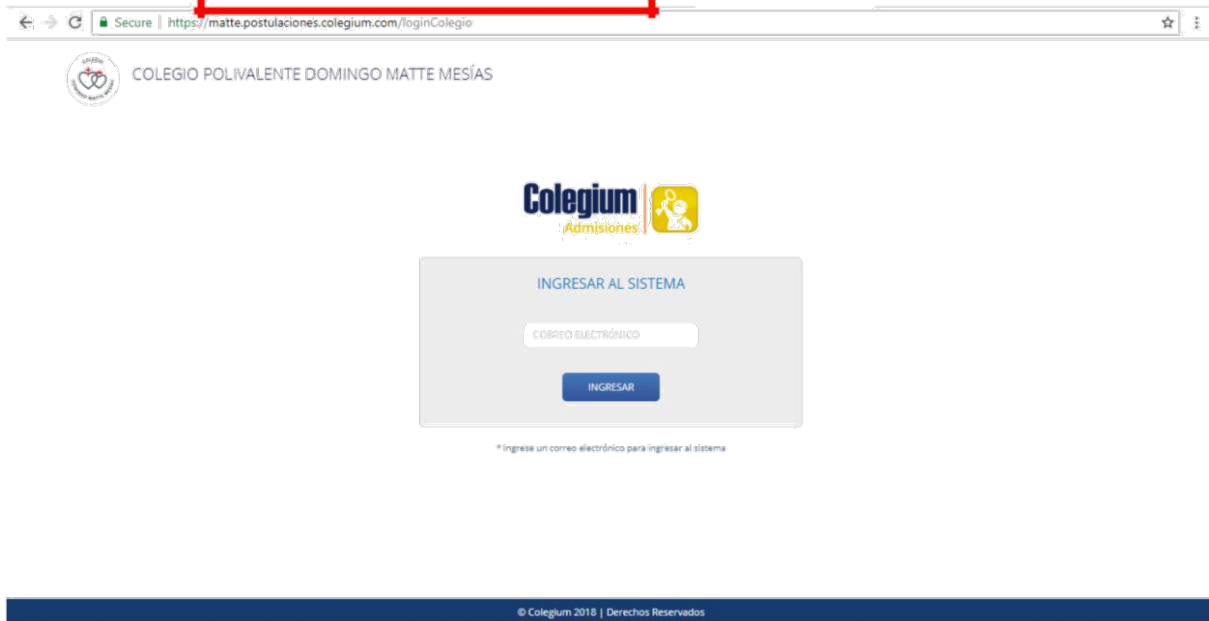 Secure | https://matte.postulaciones.colegium.com/loginColegio
COLEGIO POLIVALENTE DOMINGO MATTE MESÍAS
Colegium
Admisiones
INGRESAR AL SISTEMA
CORREO ELECTRÓNICO
INGRESAR
* Ingrese un correo electrónico para ingresar al sistema
© Colegium 2018 | Derechos Reservados